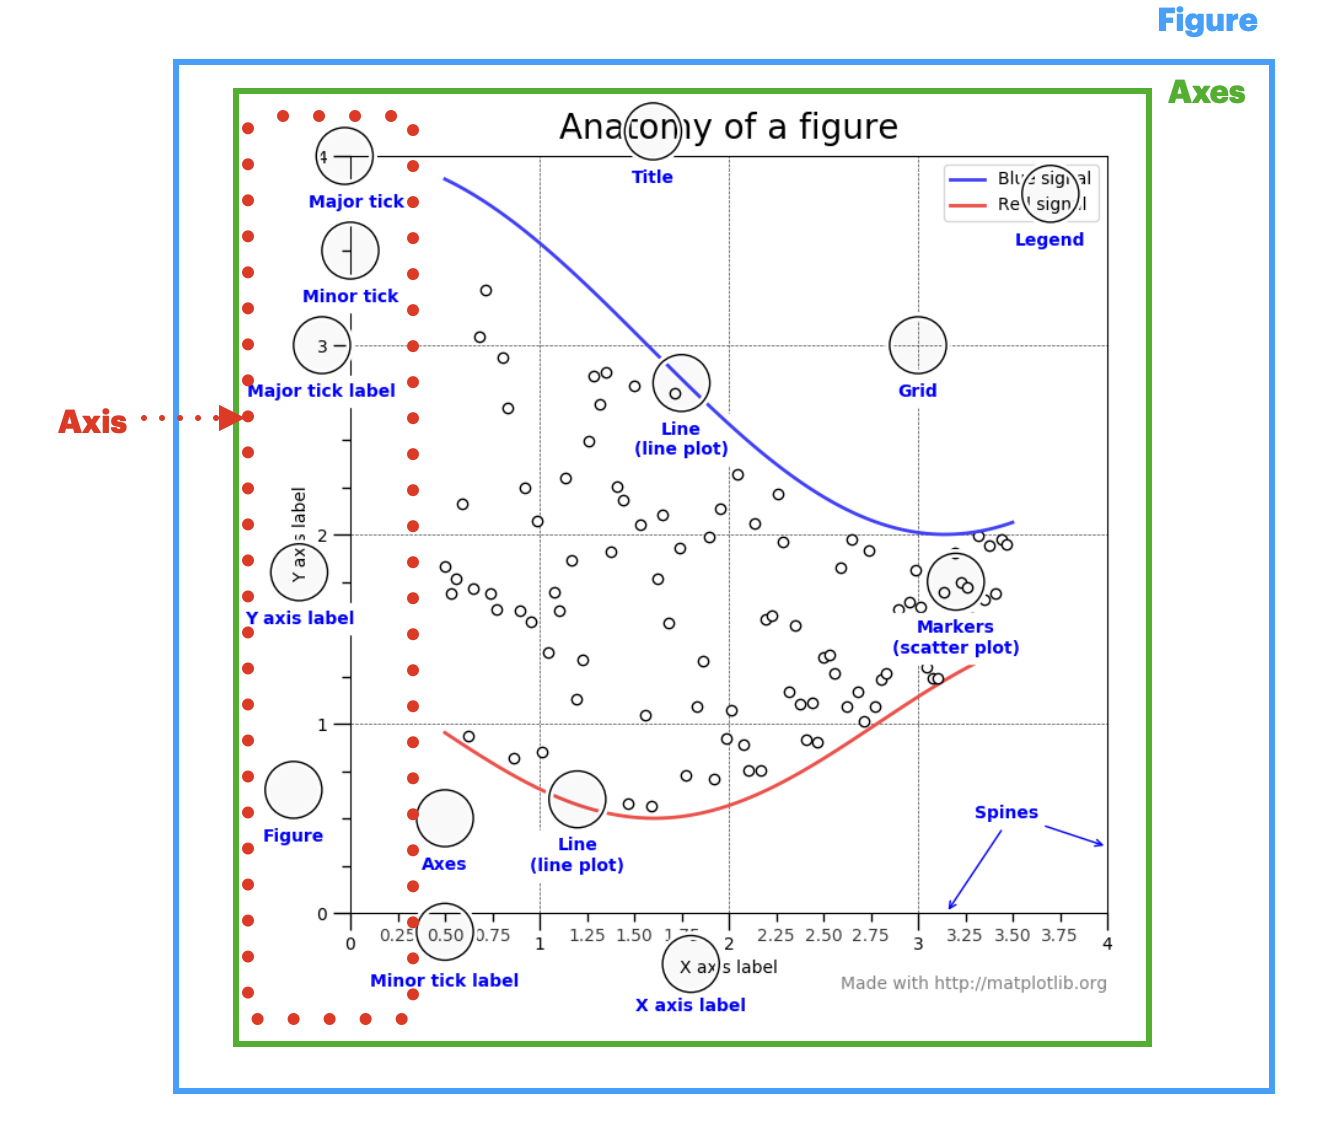 Figure
Axes
Anatomy of a figure
Title
4
Major tick
Blue signal
Red signal
Legend
Minor tick
3
Major tick label
Grid
Axis
Line
(line plot)
Y axis label
2
Y axis label
Markers
(scatter plot)
1
Figure
Axes
Line
(line plot)
Spines
0
0 0.25 0.50 0.75 1 1.25 1.50 1.75 2 2.25 2.50 2.75 3 3.25 3.50 3.75 4
Minor tick label
X axis label
Made with http://matplotlib.org
X axis label